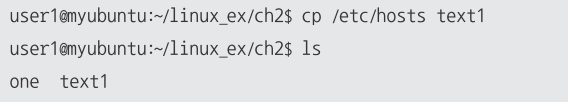 user1@myubuntu:~/linux_ex/ch2$ cp /etc/hosts text1
user1@myubuntu:~/linux_ex/ch2$ ls
one  text1